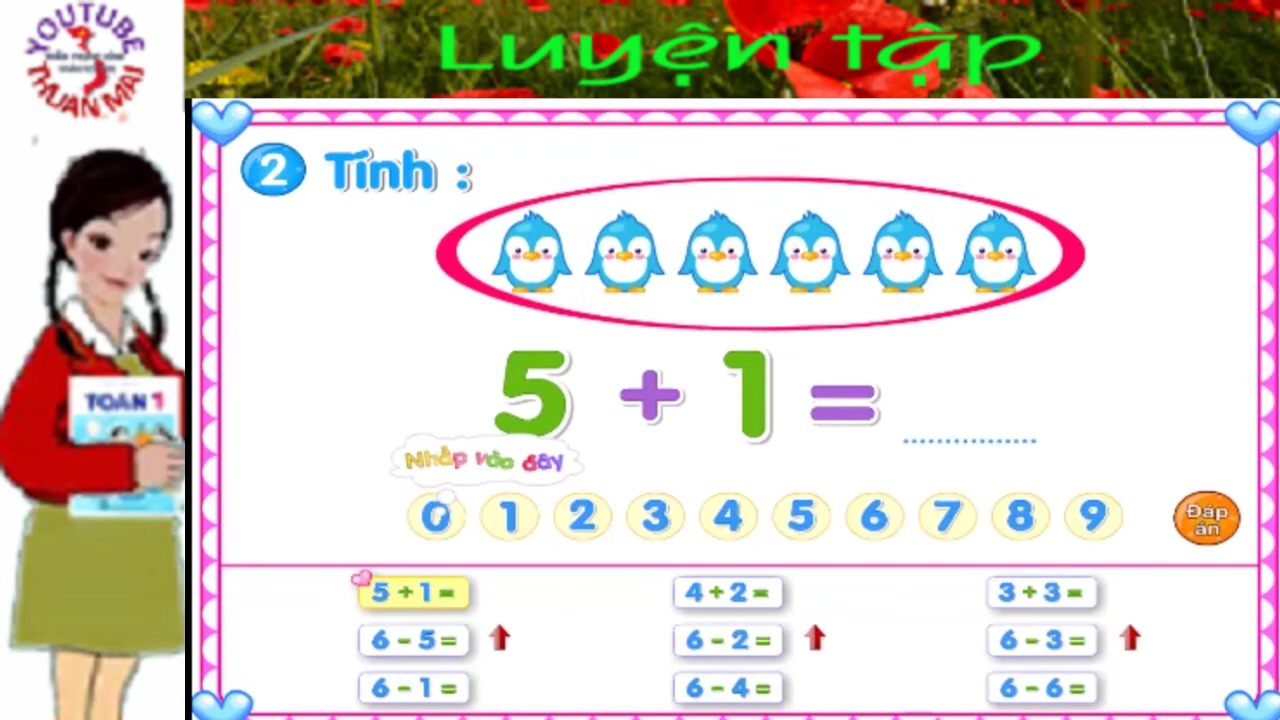 YOUTUBE
THUAN MAI
Luyện tập
2 Tính :
5 + 1 =
Nhấp vào đây
0 1 2 3 4 5 6 7 8 9
Đáp án
TOÁN 1
5 + 1 = 4 + 2 = 3 + 3 =
6 - 5 = 6 - 2 = 6 - 3 =
6 - 1 = 6 - 4 = 6 - 6 =